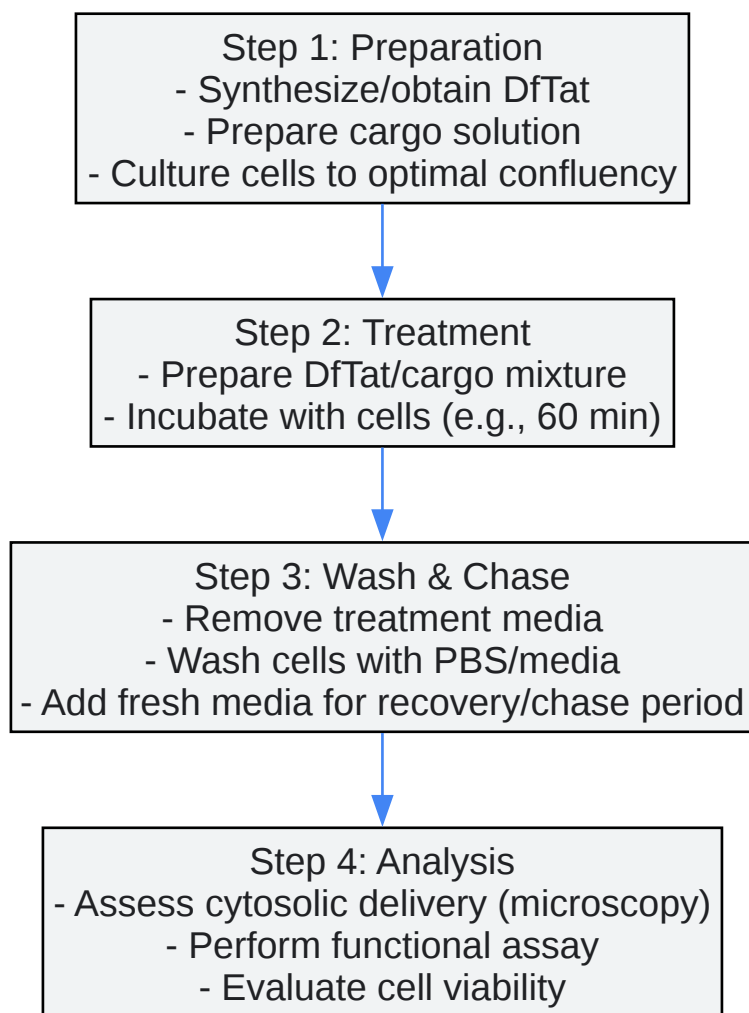 Step 1: Preparation
- Synthesize/obtain DfTat
- Prepare cargo solution
- Culture cells to optimal confluency
Step 2: Treatment
- Prepare DfTat/cargo mixture
- Incubate with cells (e.g., 60 min)
Step 3: Wash & Chase
- Remove treatment media
- Wash cells with PBS/media
- Add fresh media for recovery/chase period
Step 4: Analysis
- Assess cytosolic delivery (microscopy)
- Perform functional assay
- Evaluate cell viability